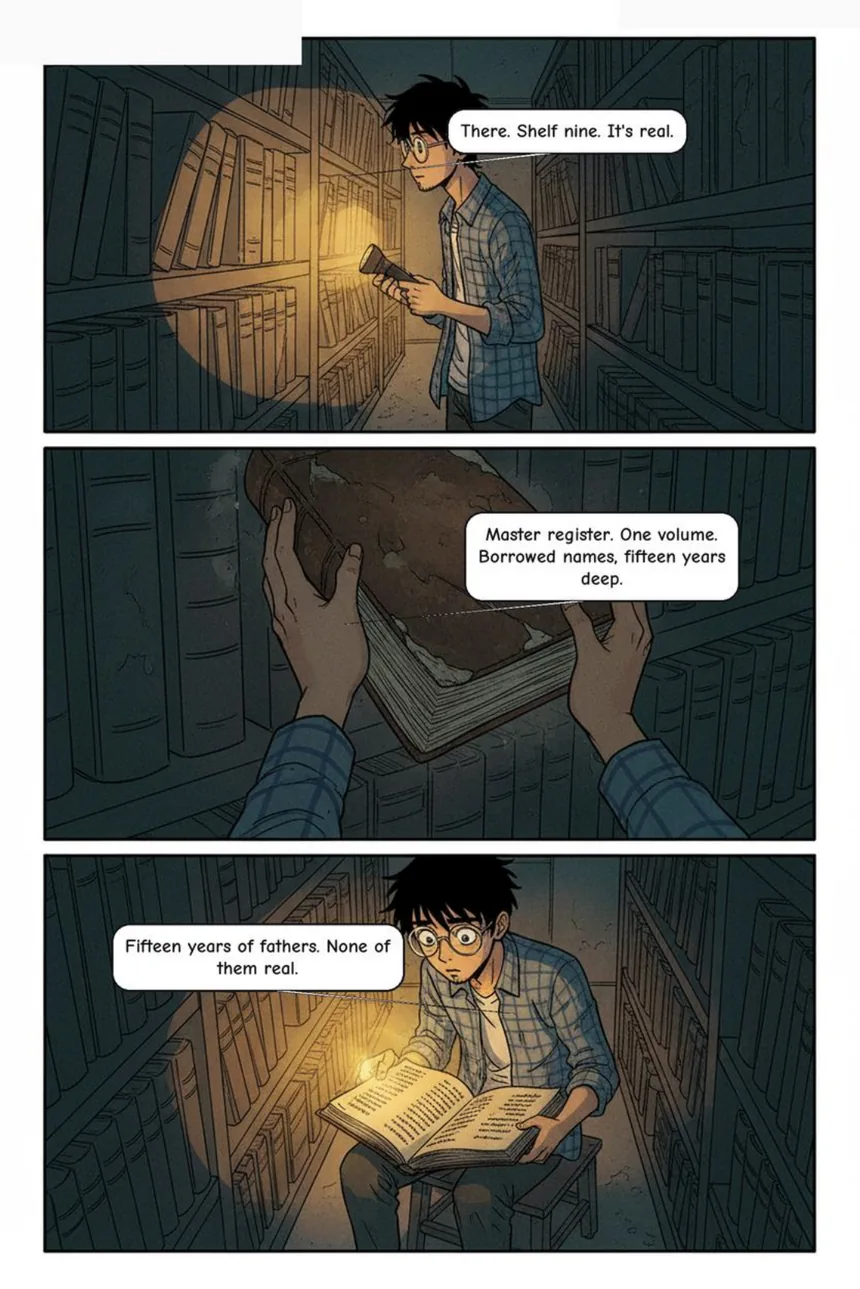 There. Shelf nine. It's real.
Master register. One volume.
Borrowed names, fifteen years
deep.
Fifteen years of fathers. None of
them real.